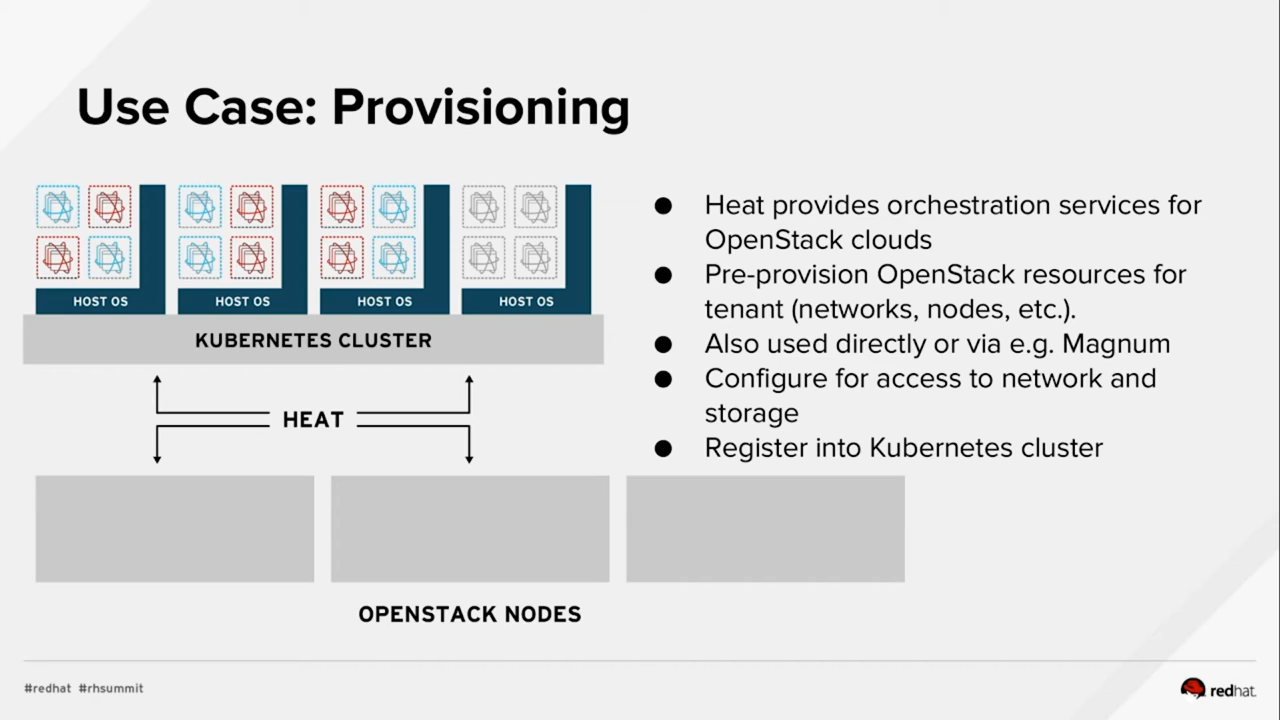 Use Case: Provisioning
HOST OS
HOST OS
HOST OS
HOST OS
KUBERNETES CLUSTER
HEAT
OPENSTACK NODES
● Heat provides orchestration services for
OpenStack clouds
● Pre-provision OpenStack resources for
tenant (networks, nodes, etc.).
● Also used directly or via e.g. Magnum
● Configure for access to network and
storage
● Register into Kubernetes cluster
#redhat #rhsummit
redhat.